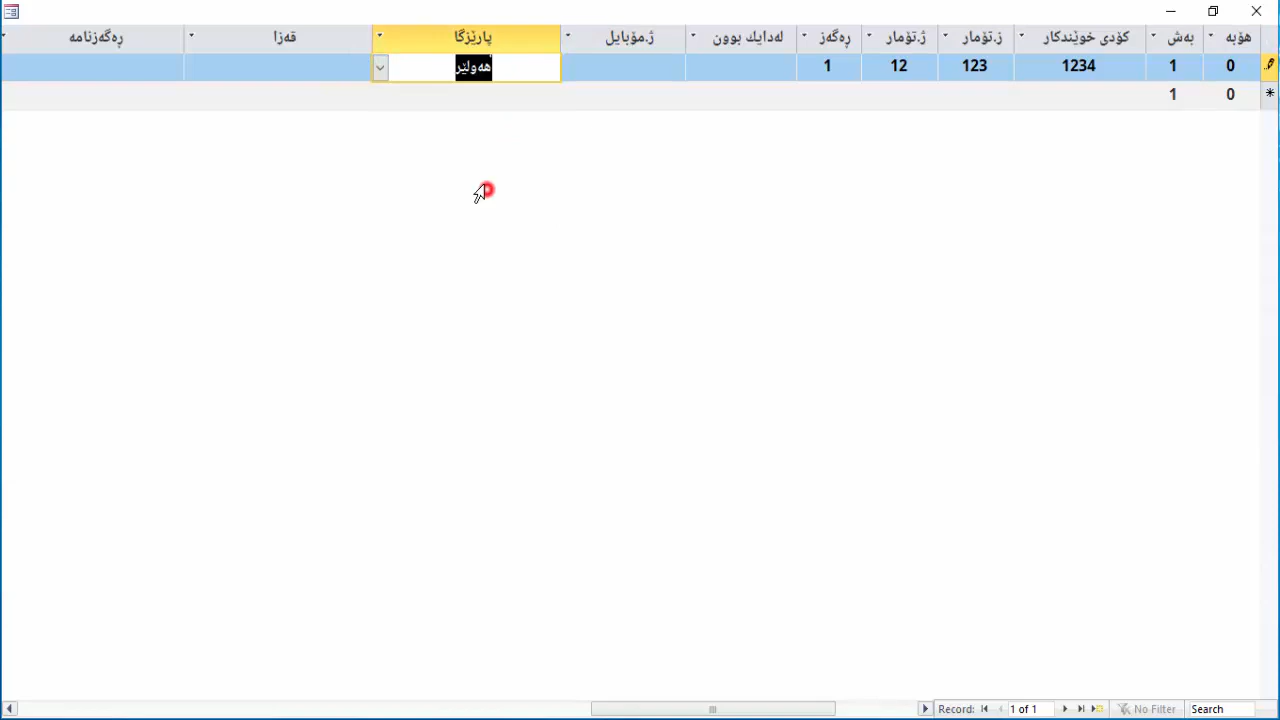 هۆبە بەش کۆدی خوێندکار ژ.تۆمار ژ.تۆمار ڕەگەز لەدایك بوون ژ.مۆبایل پارێزگا قەزا ڕەگەزنامە
0 1 1234 123 12 1 هەولێر
0 1
Record: 1 of 1 No Filter Search